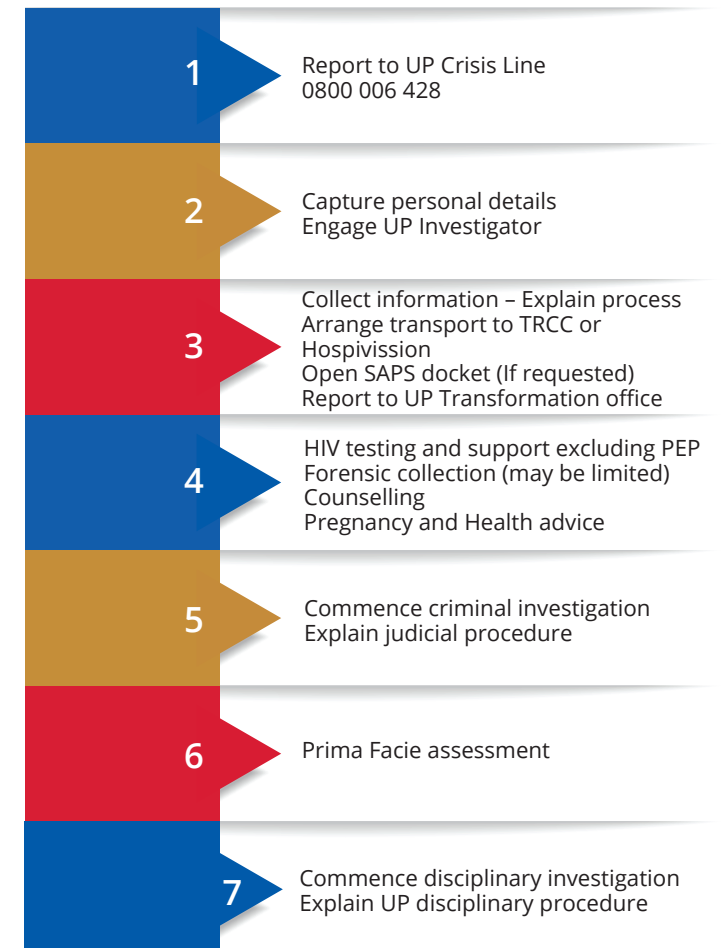 1
Report to UP Crisis Line
0800 006 428
2
Capture personal details
Engage UP Investigator
3
Collect information – Explain process
Arrange transport to TRCC or
Hospivission
Open SAPS docket (If requested)
Report to UP Transformation office
4
HIV testing and support excluding PEP
Forensic collection (may be limited)
Counselling
Pregnancy and Health advice
5
Commence criminal investigation
Explain judicial procedure
6
Prima Facie assessment
7
Commence disciplinary investigation
Explain UP disciplinary procedure